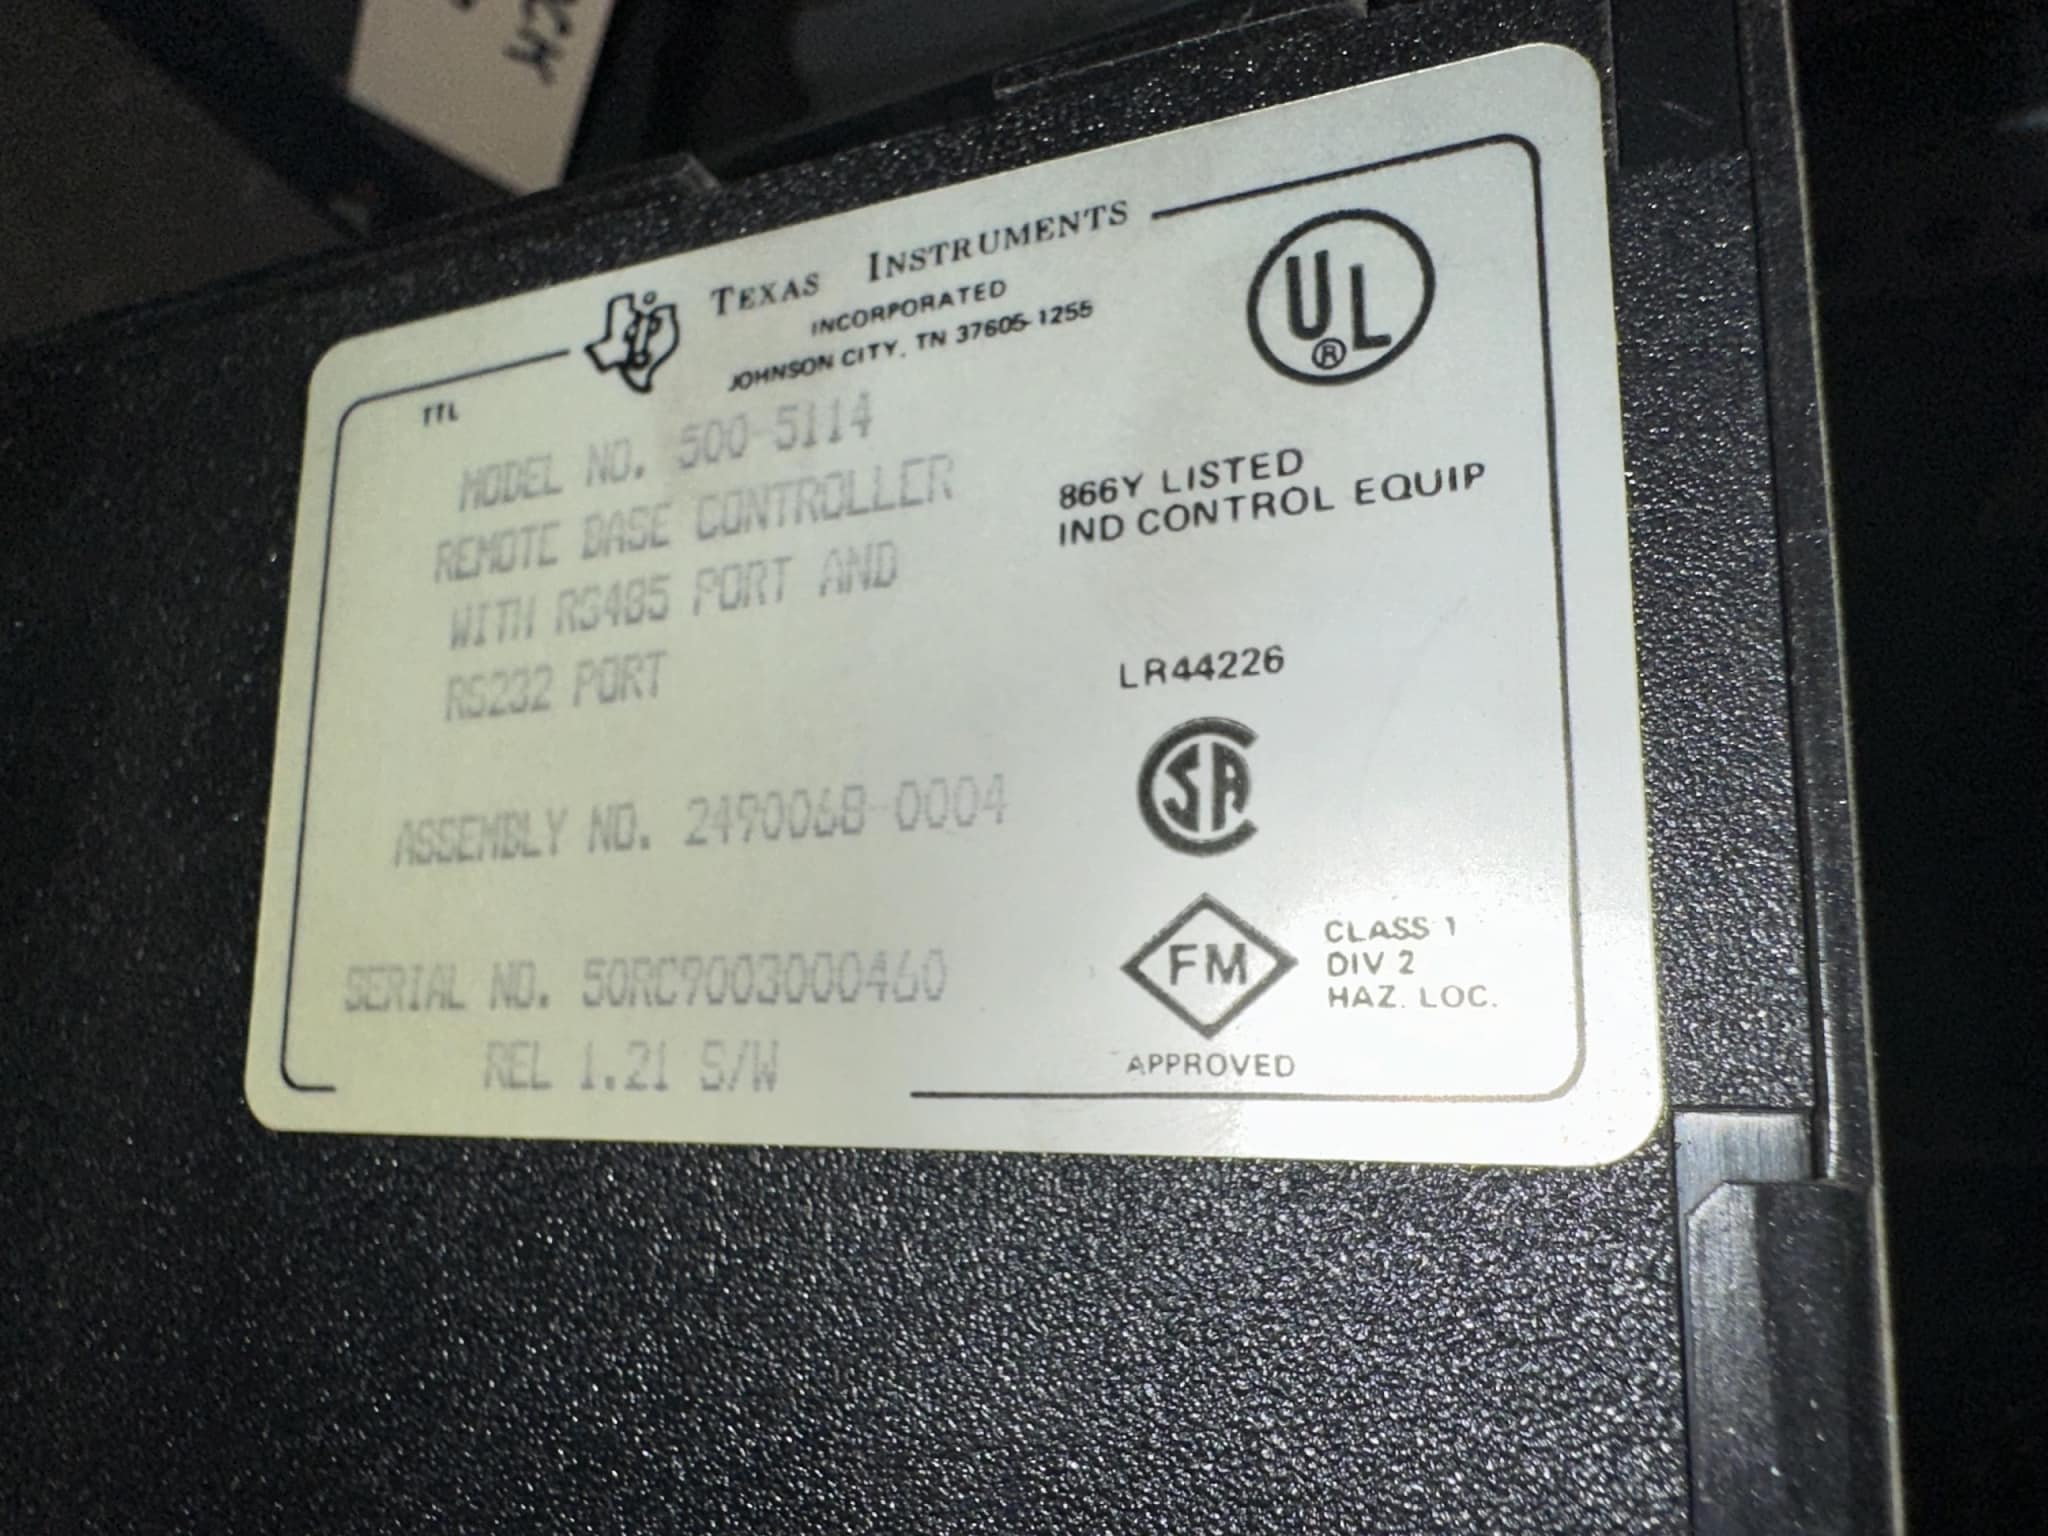 TEXAS INSTRUMENTS
INCORPORATED
JOHNSON CITY, TN 37605-1255
UL
®
TTL
MODEL NO. 500-5114
REMOTE BASE CONTROLLER
WITH RS485 PORT AND
RS232 PORT
866Y LISTED
IND CONTROL EQUIP
LR44226
SA
ASSEMBLY NO. 2490068-0004
SERIAL NO. 50RC9003000460
REL 1.21 S/W
FM
APPROVED
CLASS 1
DIV 2
HAZ. LOC.